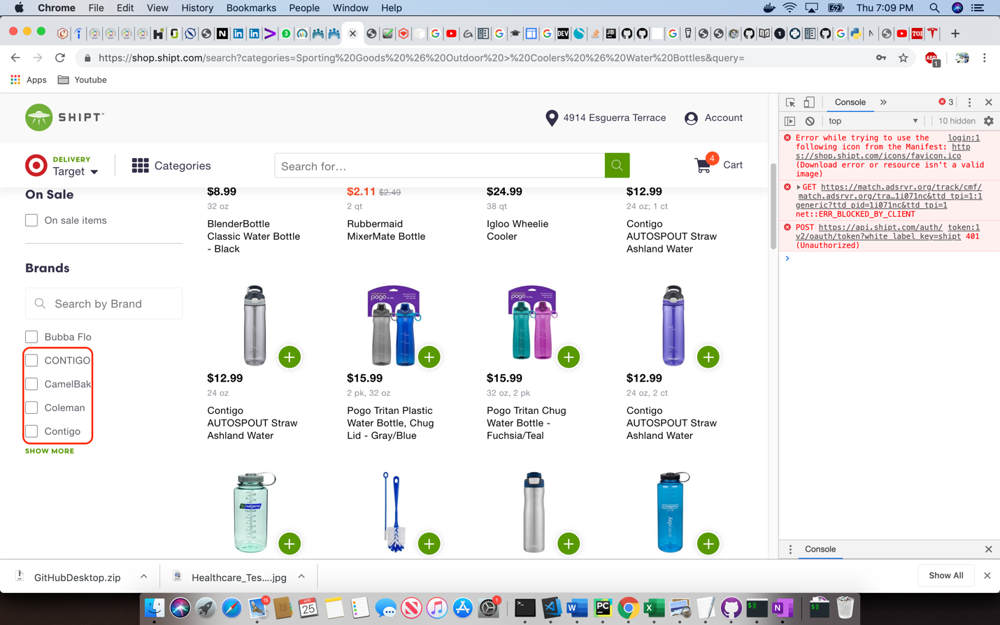 Chrome File Edit View History Bookmarks People Window Help Thu 7:09 PM
https://shop.shipt.com/search?categories=Sporting%20Goods%20%26%20Outdoor%20>%20Coolers%20%26%20Water%20Bottles&query=
ABP
1
Apps Youtube
SHIPT
4914 Esguerra Terrace Account
DELIVERY
Target
Categories
Search for...
4
Cart
On Sale
On sale items
Brands
Search by Brand
Bubba Flo
CONTIGO
CamelBak
Coleman
Contigo
SHOW MORE
$8.99
32 oz
BlenderBottle
Classic Water Bottle
- Black
$2.11 $2.49
2 qt
Rubbermaid
MixerMate Bottle
$24.99
38 qt
Igloo Wheelie
Cooler
$12.99
24 oz; 1 ct
Contigo
AUTOSPOUT Straw
Ashland Water
$12.99
24 oz
Contigo
AUTOSPOUT Straw
Ashland Water
pogo
$15.99
2 pk, 32 oz
Pogo Tritan Plastic
Water Bottle, Chug
Lid - Gray/Blue
pogo
$15.99
32 oz, 2 pk
Pogo Tritan Chug
Water Bottle -
Fuchsia/Teal
$12.99
24 oz, 2 ct
Contigo
AUTOSPOUT Straw
Ashland Water
nalgene
nalgene
Console 3
top 10 hidden
Error while trying to use the login:1
following icon from the Manifest: http
s://shop.shipt.com/icons/favicon.ico
(Download error or resource isn't a valid
image)
GET https://match.adsrvr.org/track/cmf/
match.adsrvr.org/tra…1i071nc&ttd_tpi=1:1
generic?ttd_pid=1i071nc&ttd_tpi=1
net::ERR_BLOCKED_BY_CLIENT
POST https://api.shipt.com/auth/ token:1
v2/oauth/token?white_label_key=shipt 401
(Unauthorized)
Console
GitHubDesktop.zip
Healthcare_Tes....jpg
Show All
15
APR
25
1